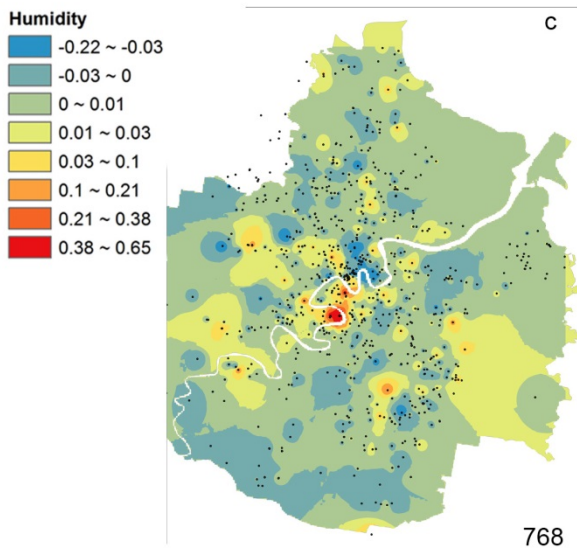 Humidity
-0.22 ~ -0.03
-0.03 ~ 0
0 ~ 0.01
0.01 ~ 0.03
0.03 ~ 0.1
0.1 ~ 0.21
0.21 ~ 0.38
0.38 ~ 0.65
c
768